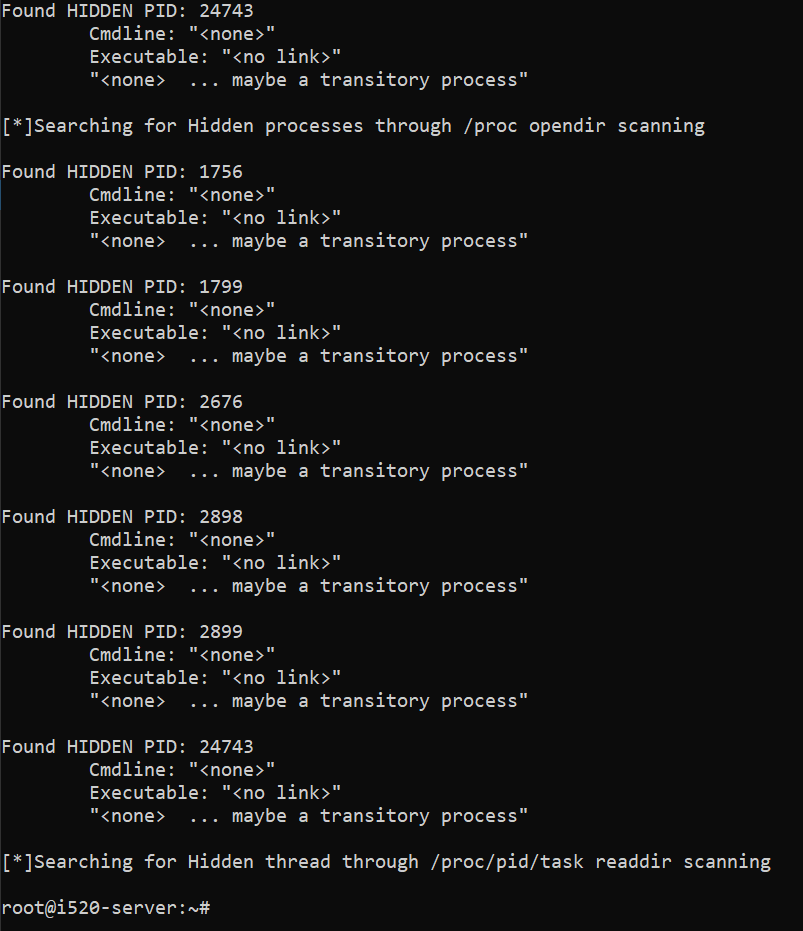 Found HIDDEN PID: 24743
        Cmdline: "<none>"
        Executable: "<no link>"
        "<none>  ... maybe a transitory process"
[*]Searching for Hidden processes through /proc opendir scanning
Found HIDDEN PID: 1756
        Cmdline: "<none>"
        Executable: "<no link>"
        "<none>  ... maybe a transitory process"
Found HIDDEN PID: 1799
        Cmdline: "<none>"
        Executable: "<no link>"
        "<none>  ... maybe a transitory process"
Found HIDDEN PID: 2676
        Cmdline: "<none>"
        Executable: "<no link>"
        "<none>  ... maybe a transitory process"
Found HIDDEN PID: 2898
        Cmdline: "<none>"
        Executable: "<no link>"
        "<none>  ... maybe a transitory process"
Found HIDDEN PID: 2899
        Cmdline: "<none>"
        Executable: "<no link>"
        "<none>  ... maybe a transitory process"
Found HIDDEN PID: 24743
        Cmdline: "<none>"
        Executable: "<no link>"
        "<none>  ... maybe a transitory process"
[*]Searching for Hidden thread through /proc/pid/task readdir scanning
root@i520-server:~#